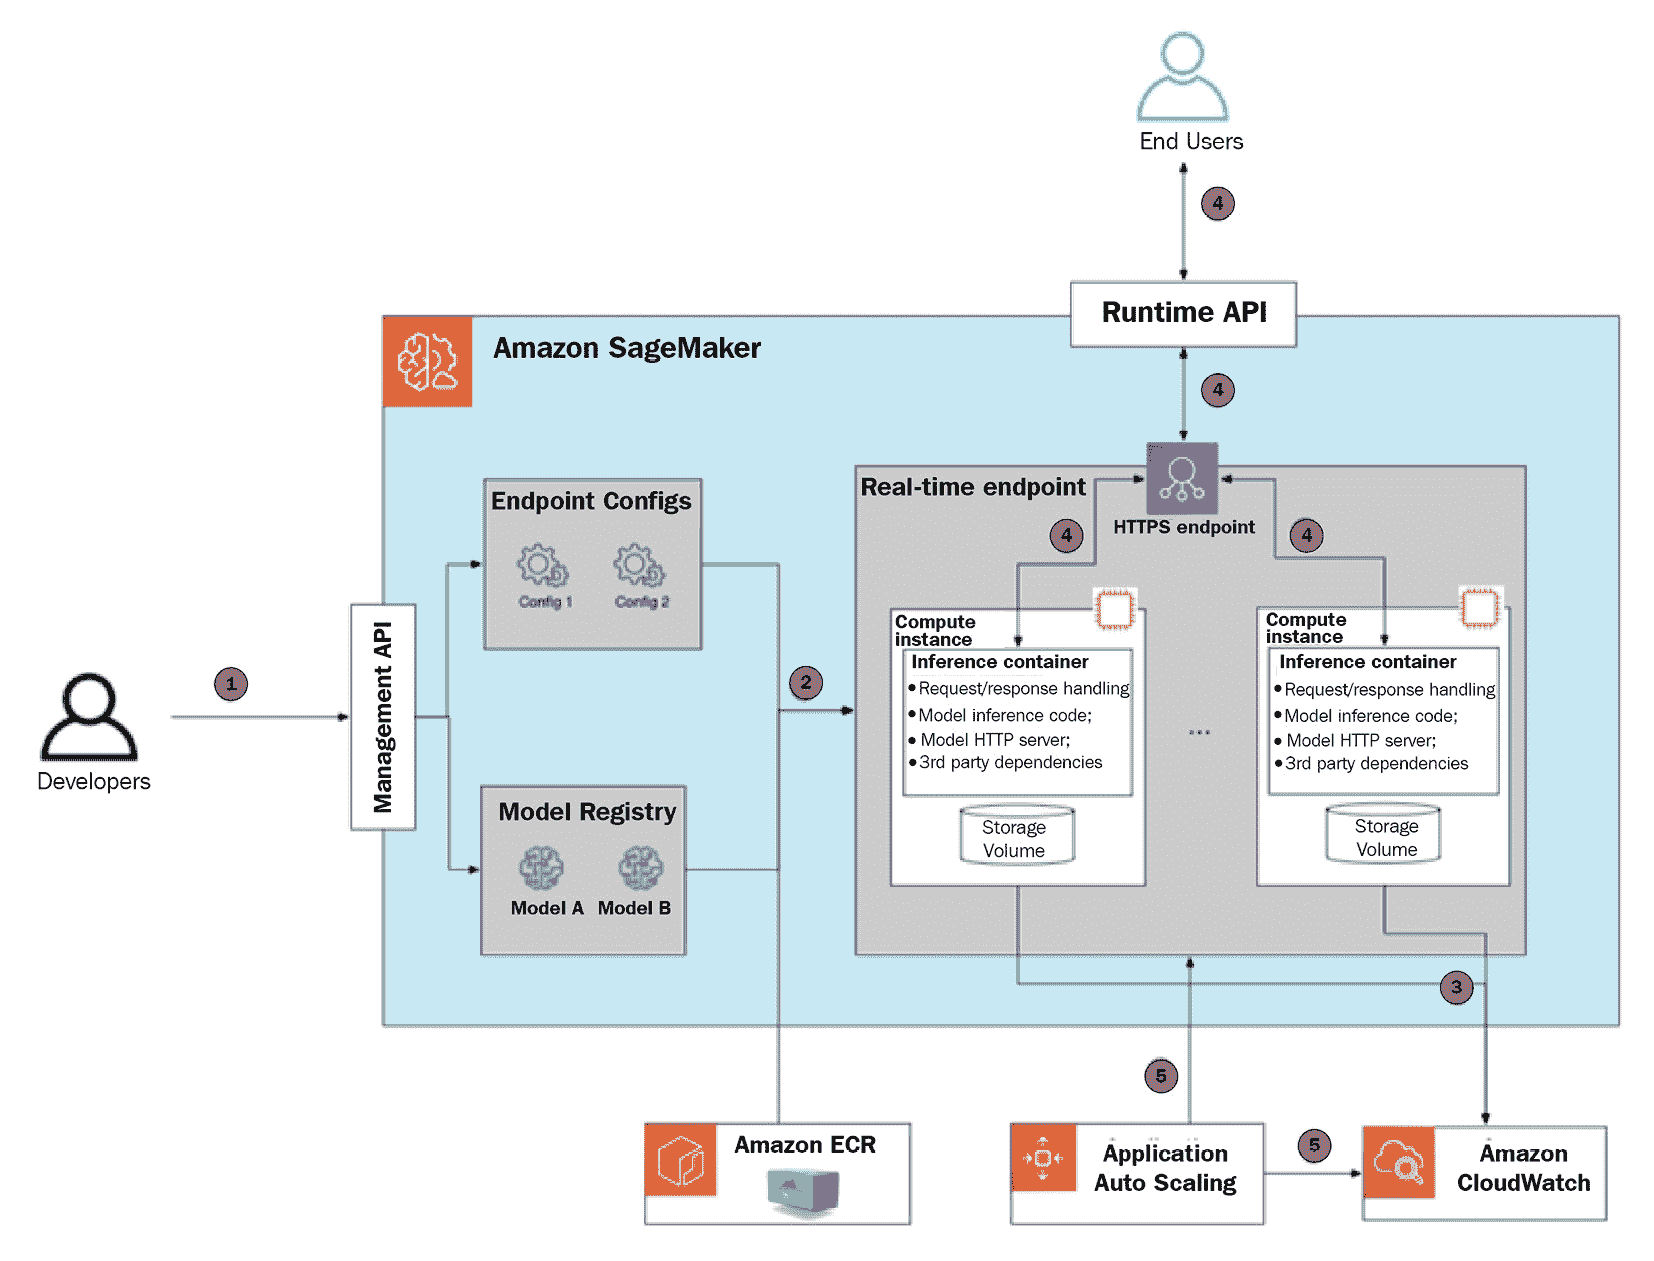 End Users
4
Runtime API
Amazon SageMaker
4
Endpoint Configs
Config 1
Config 2
Real-time endpoint
HTTPS endpoint
4
4
Compute
instance
Inference container
• Request/response handling
• Model inference code;
• Model HTTP server;
• 3rd party dependencies
Storage
Volume
...
Compute
instance
Inference container
• Request/response handling
• Model inference code;
• Model HTTP server;
• 3rd party dependencies
Storage
Volume
1
Developers
Management API
2
Model Registry
Model A
Model B
3
5
Amazon ECR
Application
Auto Scaling
5
Amazon
CloudWatch